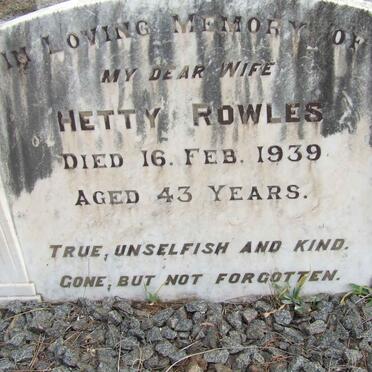 IN LOVING MEMORY OF
MY DEAR WIFE
HETTY ROWLES
DIED 16. FEB. 1939
AGED 43 YEARS.
TRUE, UNSELFISH AND KIND.
GONE, BUT NOT FORGOTTEN.